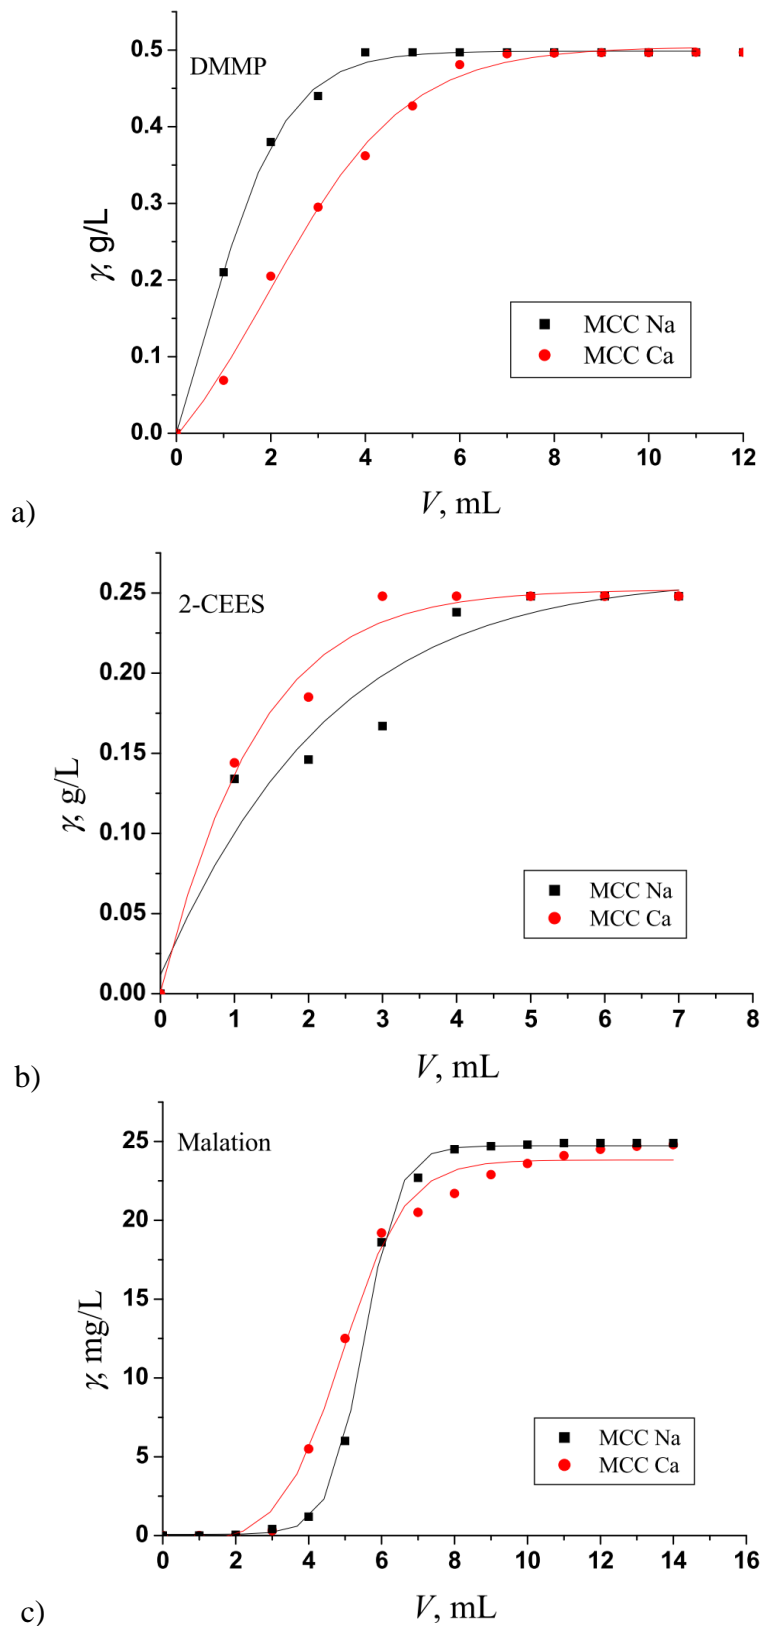 0.5
DMMP
0.4
0.3
γ, g/L
0.2
MCC Na
0.1
MCC Ca
0.0
0 2 4 6 8 10 12
V, mL
a)
0.25
2-CEES
0.20
0.15
γ, g/L
0.10
MCC Na
0.05
MCC Ca
0.00
0 1 2 3 4 5 6 7 8
V, mL
b)
25
Malation
20
15
γ, mg/L
10
5
MCC Na
MCC Ca
0
0 2 4 6 8 10 12 14 16
V, mL
c)